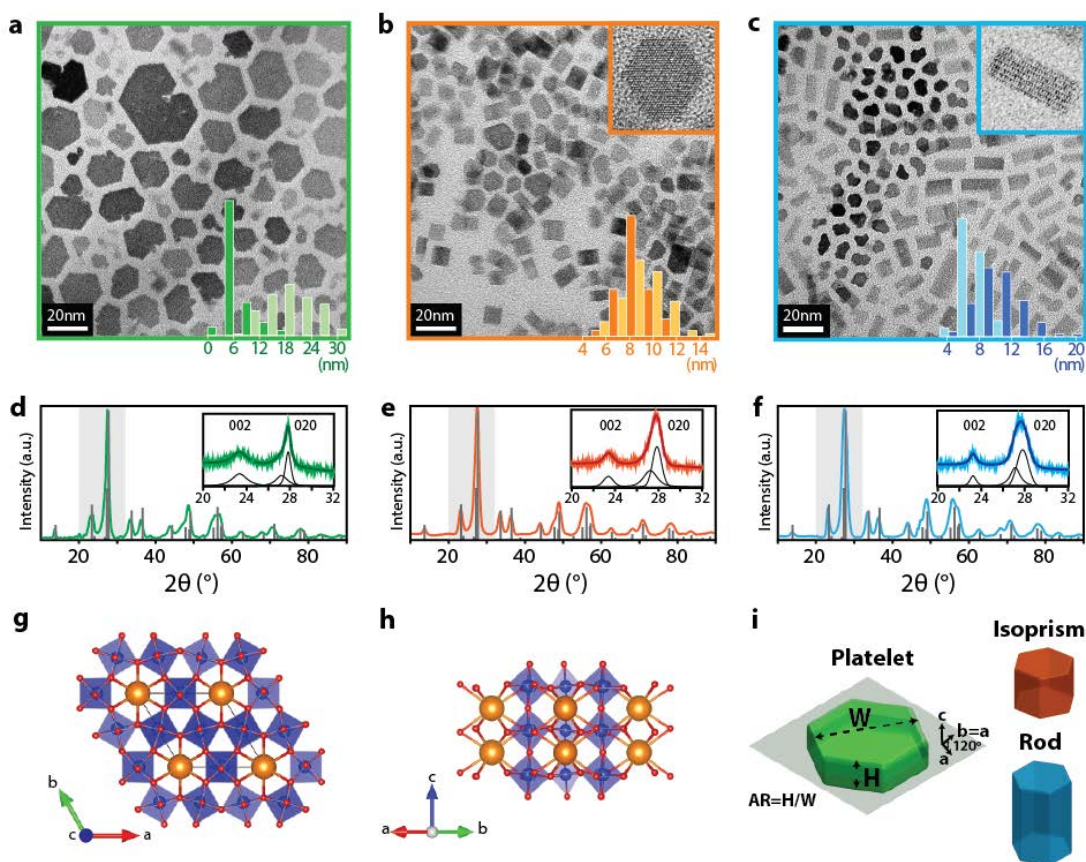 a
b
c
20nm
0 6 12 18 24 30
(nm)
20nm
4 6 8 10 12 14
(nm)
20nm
4 8 12 16 20
(nm)
d
e
f
Intensity (a.u.)
002 020
20 24 28 32
20 40 60 80
2θ (°)
Intensity (a.u.)
002 020
20 24 28 32
20 40 60 80
2θ (°)
Intensity (a.u.)
002 020
20 24 28 32
20 40 60 80
2θ (°)
g
h
i
b
c
a
c
a
b
Platelet
W
H
c
b=a
120°
a
AR=H/W
Isoprism
Rod